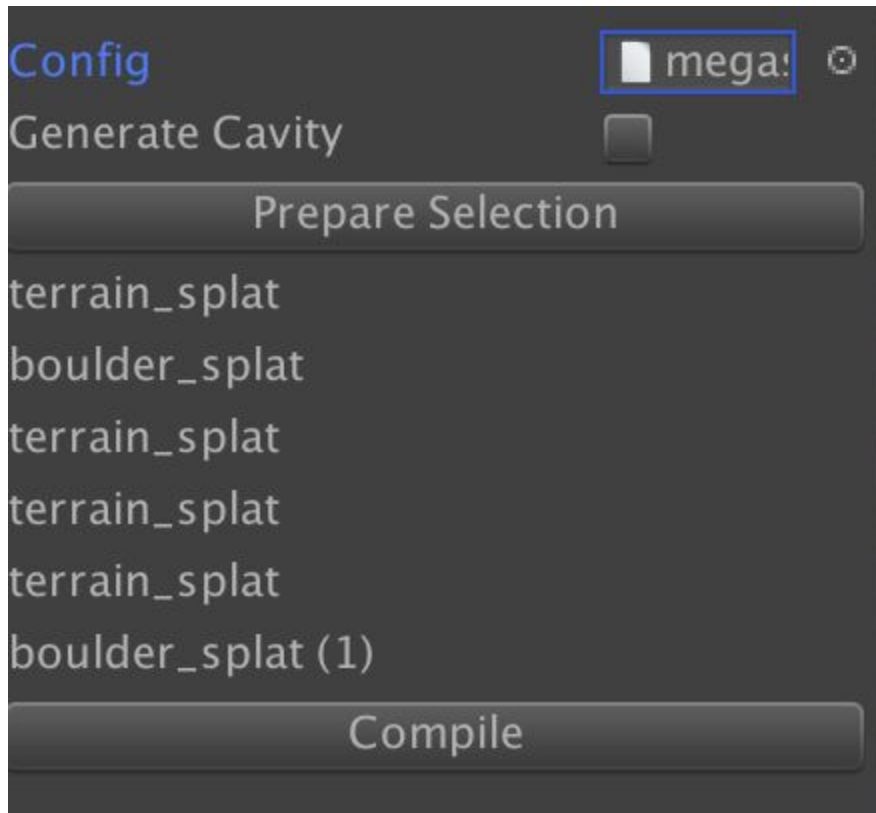 Config megas
Generate Cavity
Prepare Selection
terrain_splat
boulder_splat
terrain_splat
terrain_splat
terrain_splat
boulder_splat (1)
Compile